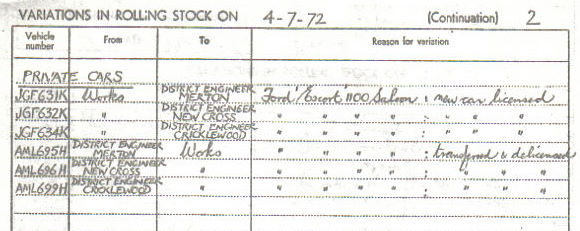 VARIATIONS IN ROLLING STOCK ON 4-7-72 (Continuation) 2
Vehicle number From To Reason for variation
PRIVATE CARS
JGF631K Works DISTRICT ENGINEER MERTON Ford 'Escort' 1100 Saloon : new car licensed
JGF632K " DISTRICT ENGINEER NEW CROSS " " " " : " " "
JGF634K " DISTRICT ENGINEER CRICKLEWOOD " " " " : " " "
AML695H DISTRICT ENGINEER MERTON Works " " " " : transferred & delicensed
AML696H DISTRICT ENGINEER NEW CROSS " " " " " : " " "
AML699H DISTRICT ENGINEER CRICKLEWOOD " " " " " : " " "